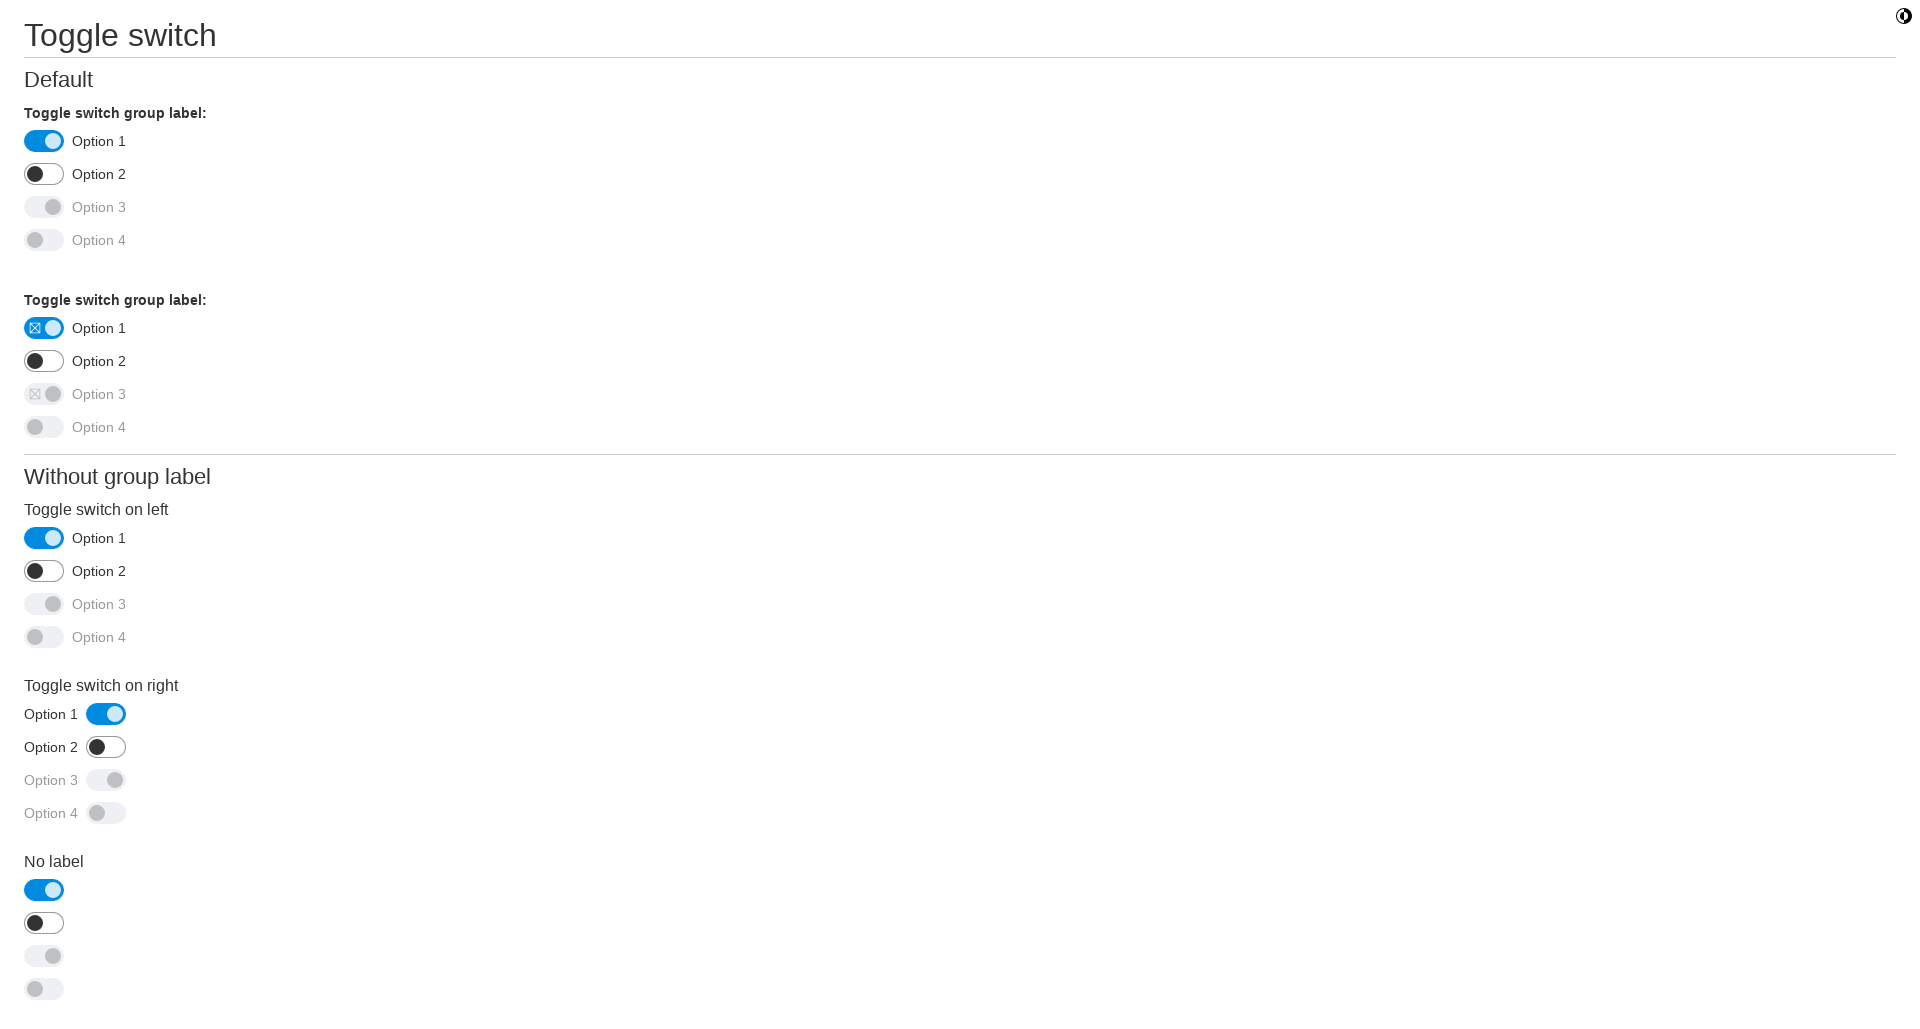 Toggle switch
Default
Toggle switch group label:
Option 1
Option 2
Option 3
Option 4
Toggle switch group label:
Option 1
Option 2
Option 3
Option 4
Without group label
Toggle switch on left
Option 1
Option 2
Option 3
Option 4
Toggle switch on right
Option 1
Option 2
Option 3
Option 4
No label